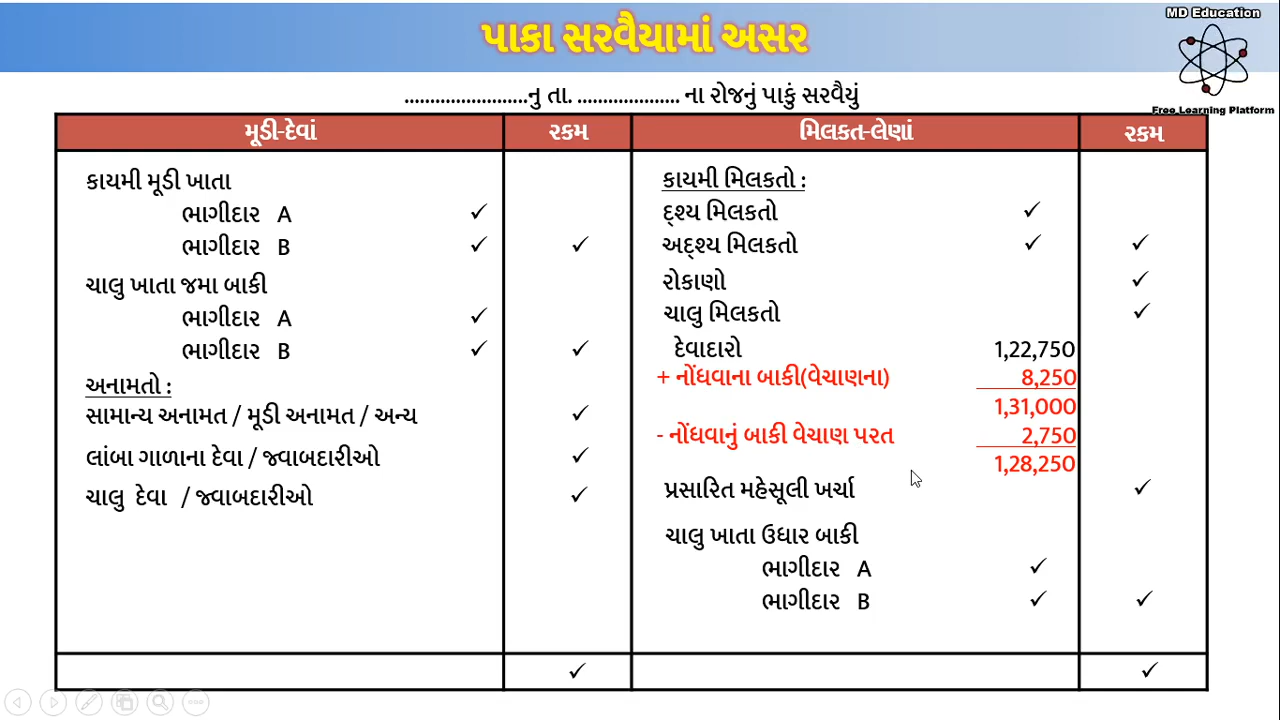 પાકા સરવૈયામાં અસર
MD Education
Free Learning Platform
........................નુ તા. .................... ના રોજનું પાકું સરવૈયું
મૂડી-દેવાં રકમ મિલકત-લેણાં રકમ
કાયમી મૂડી ખાતા
ભાગીદાર A ✓
ભાગીદાર B ✓ ✓
ચાલુ ખાતા જમા બાકી
ભાગીદાર A ✓
ભાગીદાર B ✓ ✓
અનામતો :
સામાન્ય અનામત / મૂડી અનામત / અન્ય ✓
લાંબા ગાળાના દેવા / જ્વાબદારીઓ ✓
ચાલુ દેવા / જ્વાબદારીઓ ✓
✓
કાયમી મિલકતો :
દ્દશ્ય મિલકતો ✓
અદ્દશ્ય મિલકતો ✓ ✓
રોકાણો ✓
ચાલુ મિલકતો ✓
દેવાદારો 1,22,750
+ નોંધવાના બાકી(વેચાણના) 8,250
1,31,000
- નોંધવાનું બાકી વેચાણ પરત 2,750
1,28,250
પ્રસારિત મહેસૂલી ખર્ચા ✓
ચાલુ ખાતા ઉધાર બાકી
ભાગીદાર A ✓
ભાગીદાર B ✓ ✓
✓